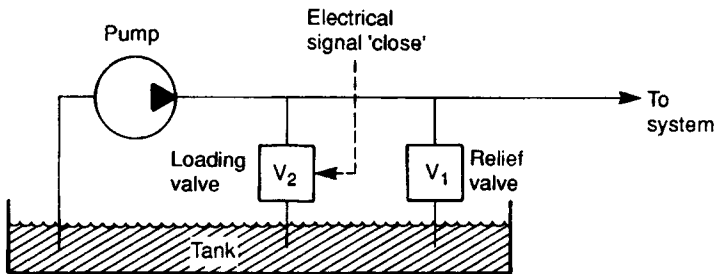 Electrical
signal 'close'
Pump
To
system
Loading
valve
V2
V1
Relief
valve
Tank